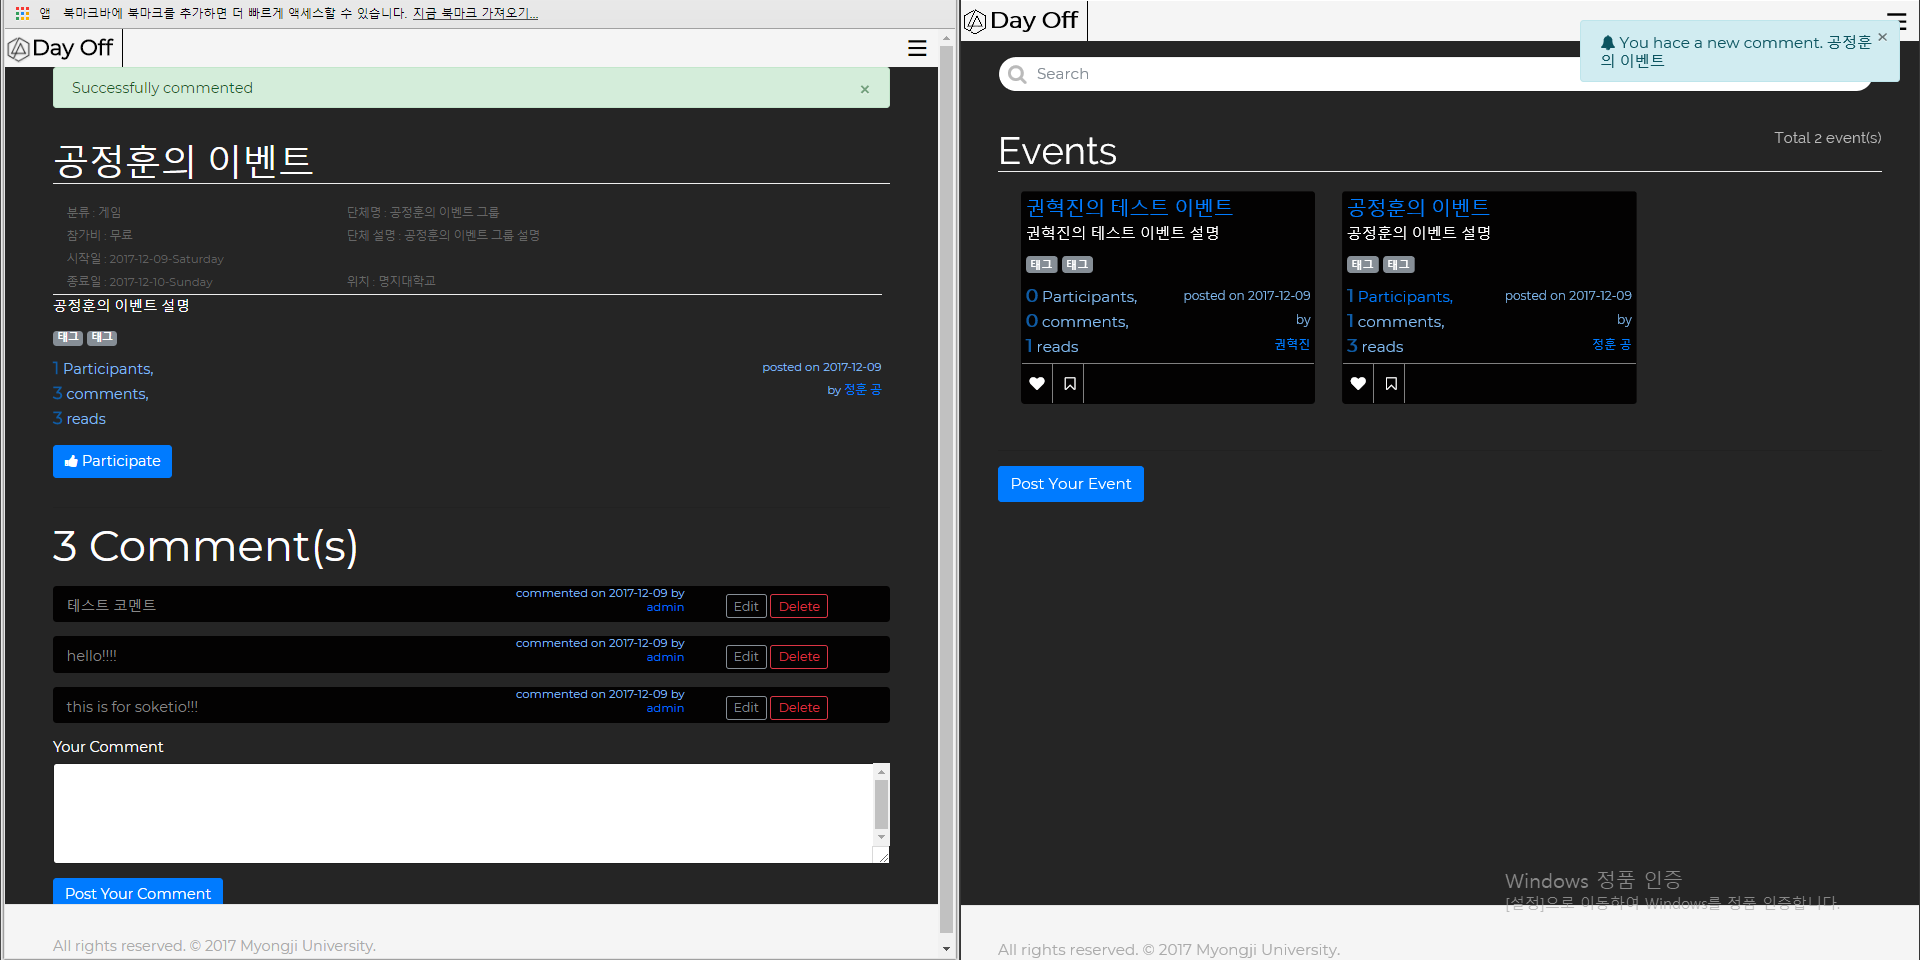 앱 북마크바에 북마크를 추가하면 더 빠르게 액세스할 수 있습니다. 지금 북마크 가져오기...
Day Off
Successfully commented ×
공정훈의 이벤트
분류 : 게임 단체명 : 공정훈의 이벤트 그룹
참가비 : 무료 단체 설명 : 공정훈의 이벤트 그룹 설명
시작일 : 2017-12-09-Saturday
종료일 : 2017-12-10-Sunday 위치 : 명지대학교
공정훈의 이벤트 설명
태그 태그
1 Participants, posted on 2017-12-09
3 comments, by 정훈 공
3 reads
Participate
3 Comment(s)
테스트 코멘트 commented on 2017-12-09 by
admin Edit Delete
hello!!!! commented on 2017-12-09 by
admin Edit Delete
this is for soketio!!! commented on 2017-12-09 by
admin Edit Delete
Your Comment
Post Your Comment
All rights reserved. © 2017 Myongji University.
Day Off
You hace a new comment. 공정훈 ×
의 이벤트
Search
Events Total 2 event(s)
권혁진의 테스트 이벤트
권혁진의 테스트 이벤트 설명
태그 태그
0 Participants, posted on 2017-12-09
0 comments, by
1 reads 권혁진
공정훈의 이벤트
공정훈의 이벤트 설명
태그 태그
1 Participants, posted on 2017-12-09
1 comments, by
3 reads 정훈 공
Post Your Event
Windows 정품 인증
[설정]으로 이동하여 Windows를 정품 인증합니다.
All rights reserved. © 2017 Myongji University.